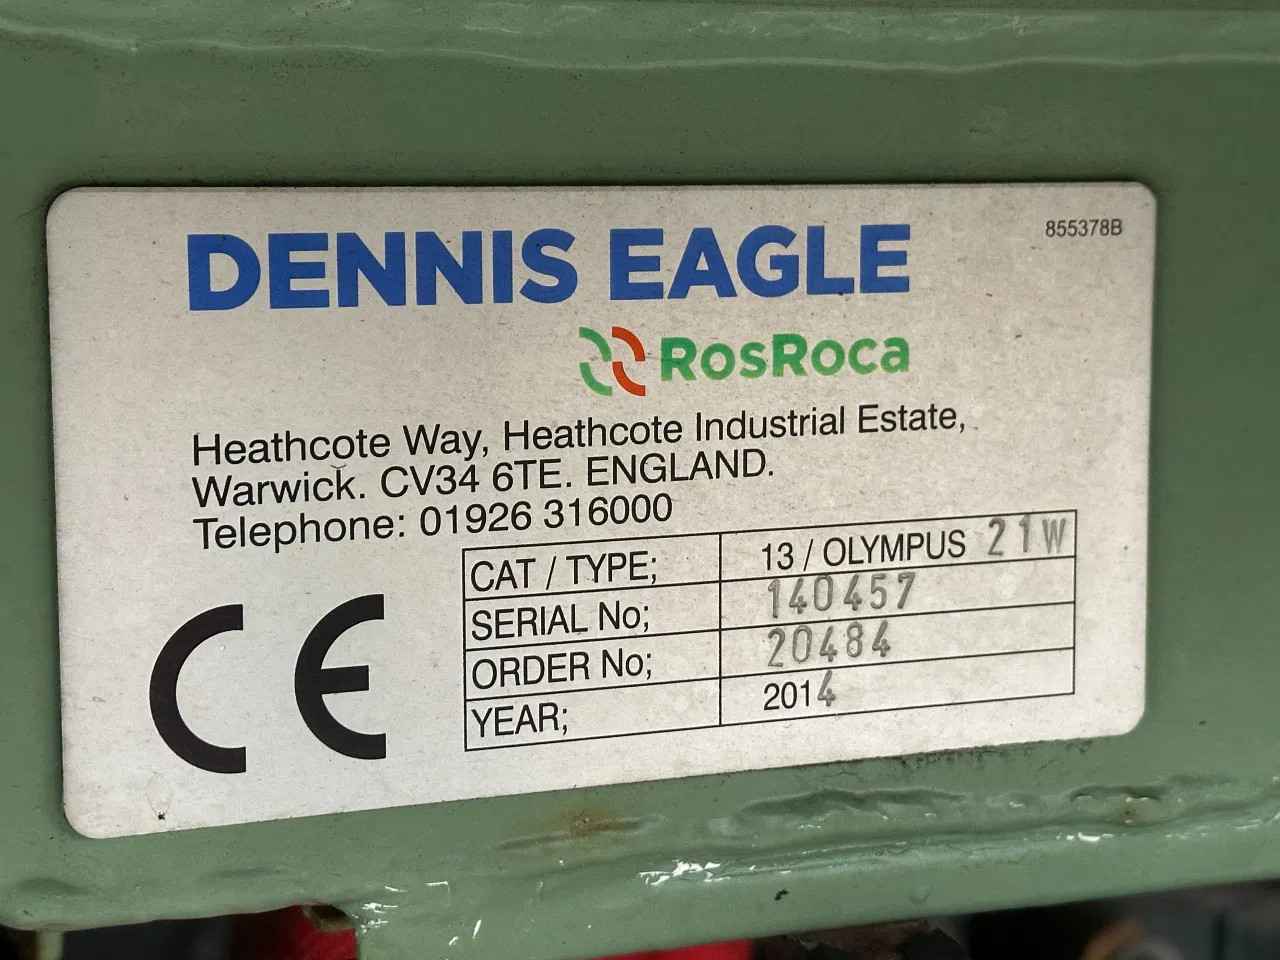 DENNIS EAGLE
855378B
RosRoca
Heathcote Way, Heathcote Industrial Estate,
Warwick. CV34 6TE. ENGLAND.
Telephone: 01926 316000
CE
CAT / TYPE; 13 / OLYMPUS 21W
SERIAL No; 140457
ORDER No; 20484
YEAR; 2014